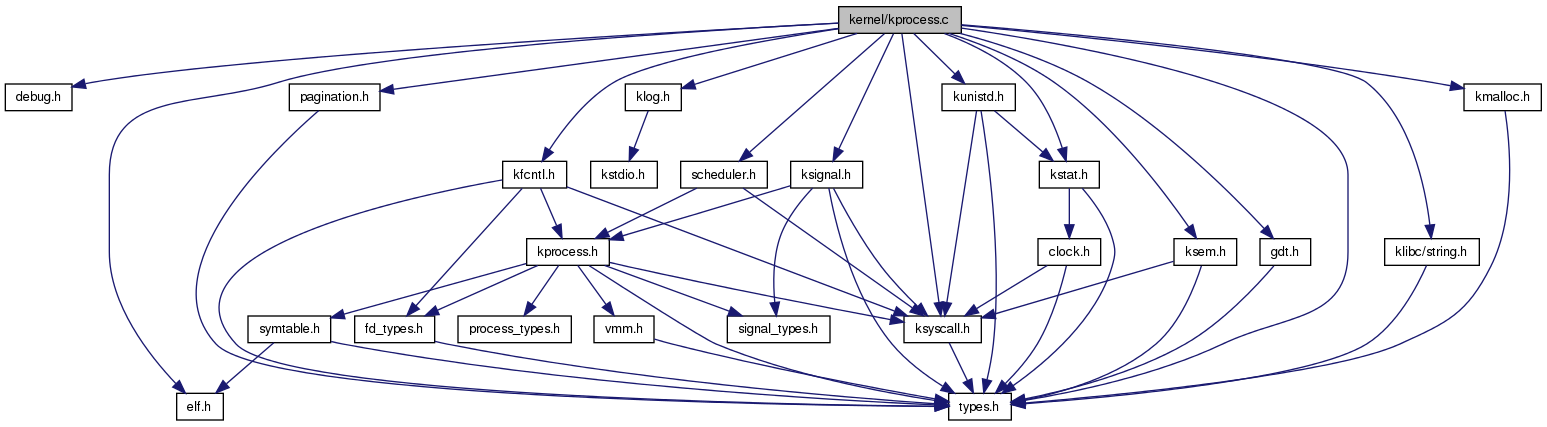 kernel/kprocess.c
debug.h
pagination.h
klog.h
kunistd.h
kmalloc.h
kfcntl.h
kstdio.h
scheduler.h
ksignal.h
kstat.h
kprocess.h
clock.h
ksem.h
gdt.h
klibc/string.h
symtable.h
fd_types.h
process_types.h
vmm.h
signal_types.h
ksyscall.h
elf.h
types.h